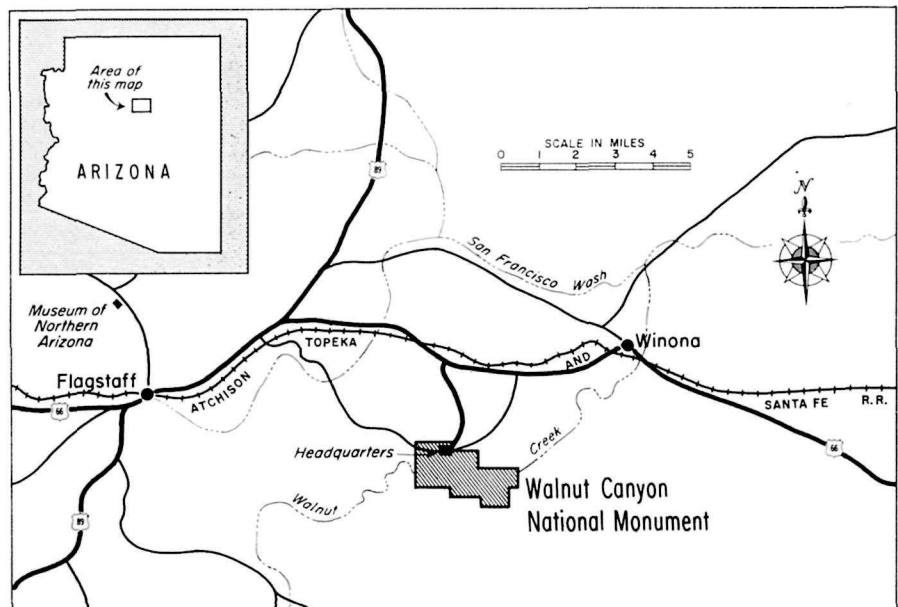 Area of
this map
ARIZONA
SCALE IN MILES
0 1 2 3 4 5
89
N
San Francisco Wash
Museum of
Northern
Arizona
Flagstaff
66
ATCHISON TOPEKA AND SANTA FE R.R.
Winona
66
Headquarters
Creek
Walnut
Walnut Canyon
National Monument
89